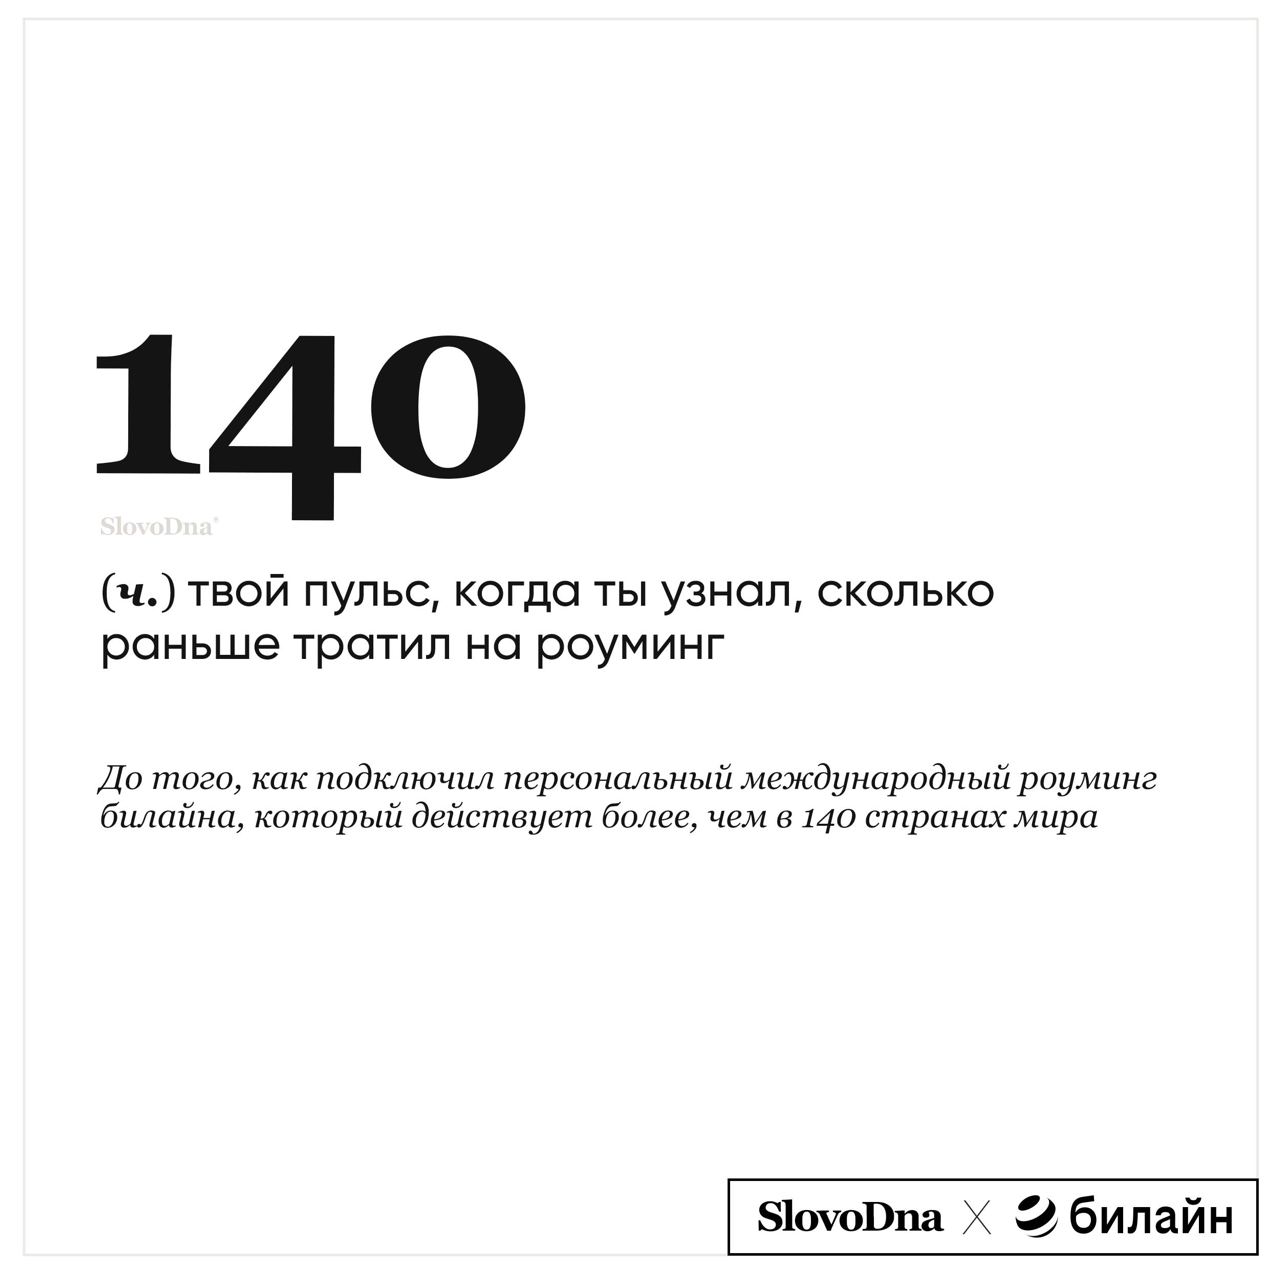 140
SlovoDna®
(ч.) твой пульс, когда ты узнал, сколько
раньше тратил на роуминг
До того, как подключил персональный международный роуминг
билайна, который действует более, чем в 140 странах мира
SlovoDna X билайн